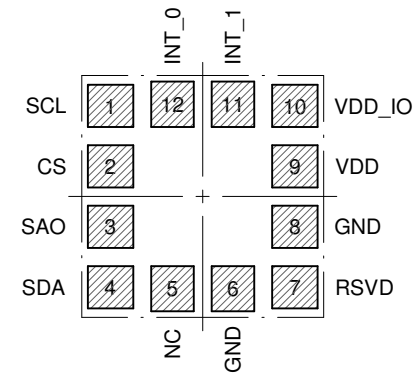 INT_0 INT_1
SCL 1 12 11 10 VDD_IO
CS 2 9 VDD
SAO 3 8 GND
SDA 4 5 6 7 RSVD
NC GND